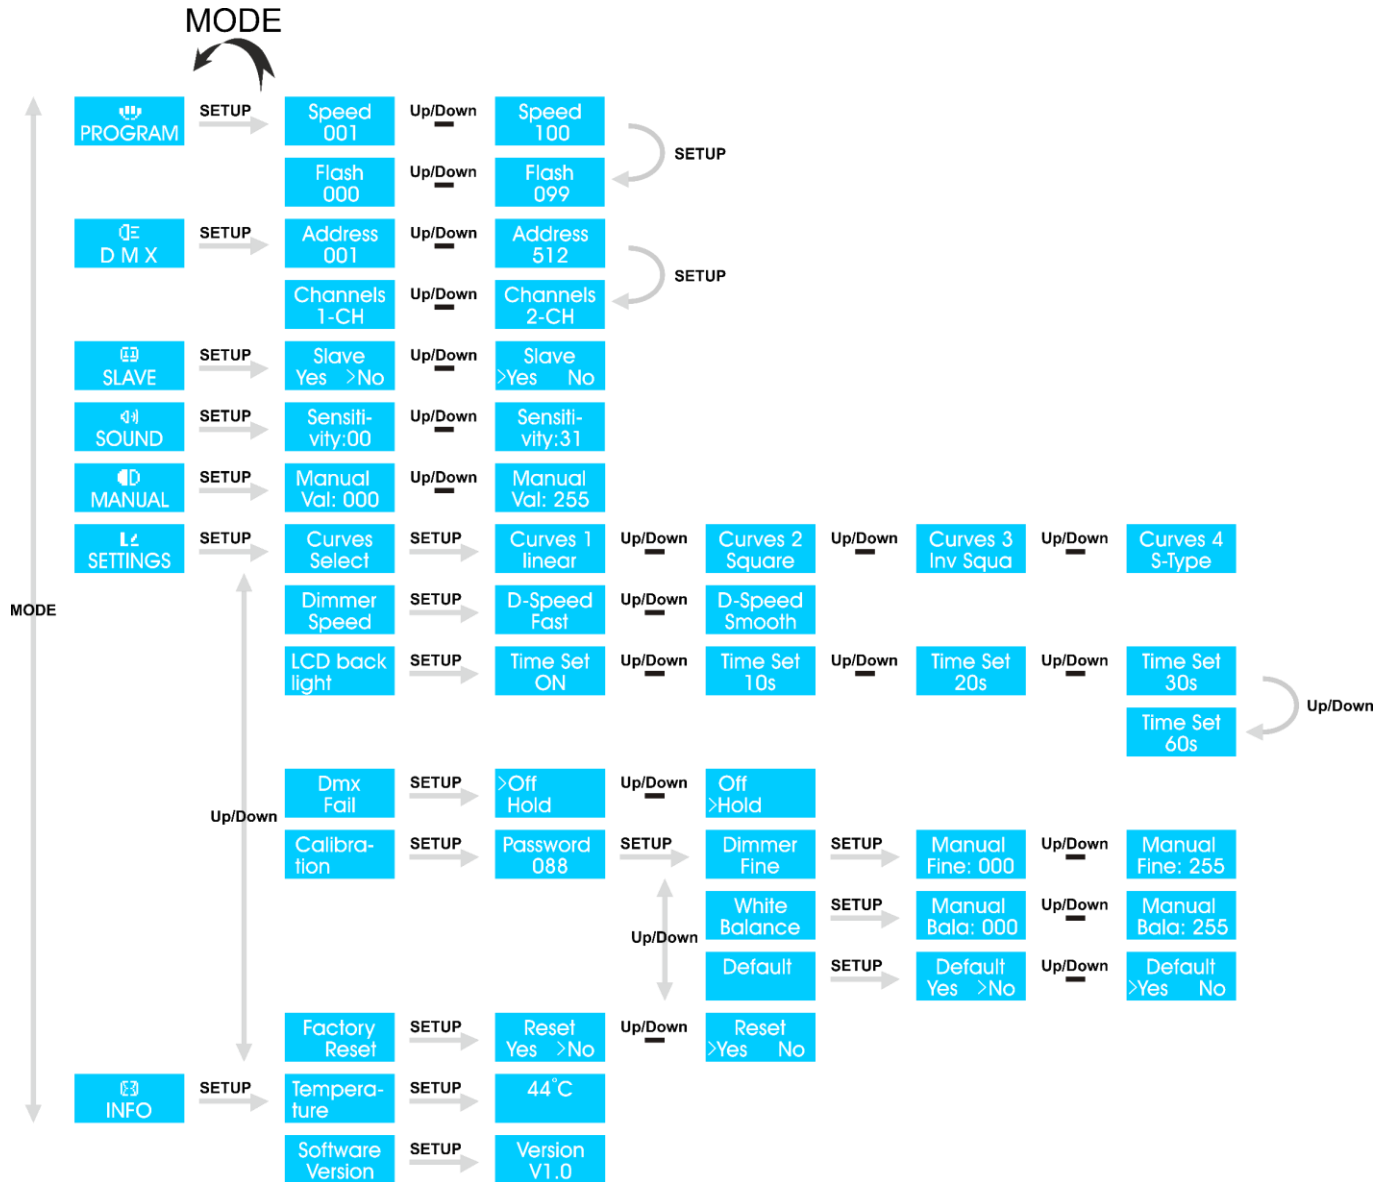 MODE
PROGRAM
SETUP
Speed
001
Up/Down
Speed
100
SETUP
Flash
000
Up/Down
Flash
099
D M X
SETUP
Address
001
Up/Down
Address
512
SETUP
Channels
1-CH
Up/Down
Channels
2-CH
SLAVE
SETUP
Slave
Yes >No
Up/Down
Slave
>Yes No
SOUND
SETUP
Sensiti-
vity:00
Up/Down
Sensiti-
vity:31
MANUAL
SETUP
Manual
Val: 000
Up/Down
Manual
Val: 255
SETTINGS
SETUP
Curves
Select
SETUP
Curves 1
linear
Up/Down
Curves 2
Square
Up/Down
Curves 3
Inv Squa
Up/Down
Curves 4
S-Type
MODE
Dimmer
Speed
SETUP
D-Speed
Fast
Up/Down
D-Speed
Smooth
LCD back
light
SETUP
Time Set
ON
Up/Down
Time Set
10s
Up/Down
Time Set
20s
Up/Down
Time Set
30s
Up/Down
Time Set
60s
Up/Down
Dmx
Fail
SETUP
>Off
Hold
Up/Down
Off
>Hold
Calibra-
tion
SETUP
Password
088
SETUP
Dimmer
Fine
SETUP
Manual
Fine: 000
Up/Down
Manual
Fine: 255
Up/Down
White
Balance
SETUP
Manual
Bala: 000
Up/Down
Manual
Bala: 255
Default
SETUP
Default
Yes >No
Up/Down
Default
>Yes No
Factory
Reset
SETUP
Reset
Yes >No
Up/Down
Reset
>Yes No
INFO
SETUP
Tempera-
ture
SETUP
44°C
Software
Version
SETUP
Version
V1.0